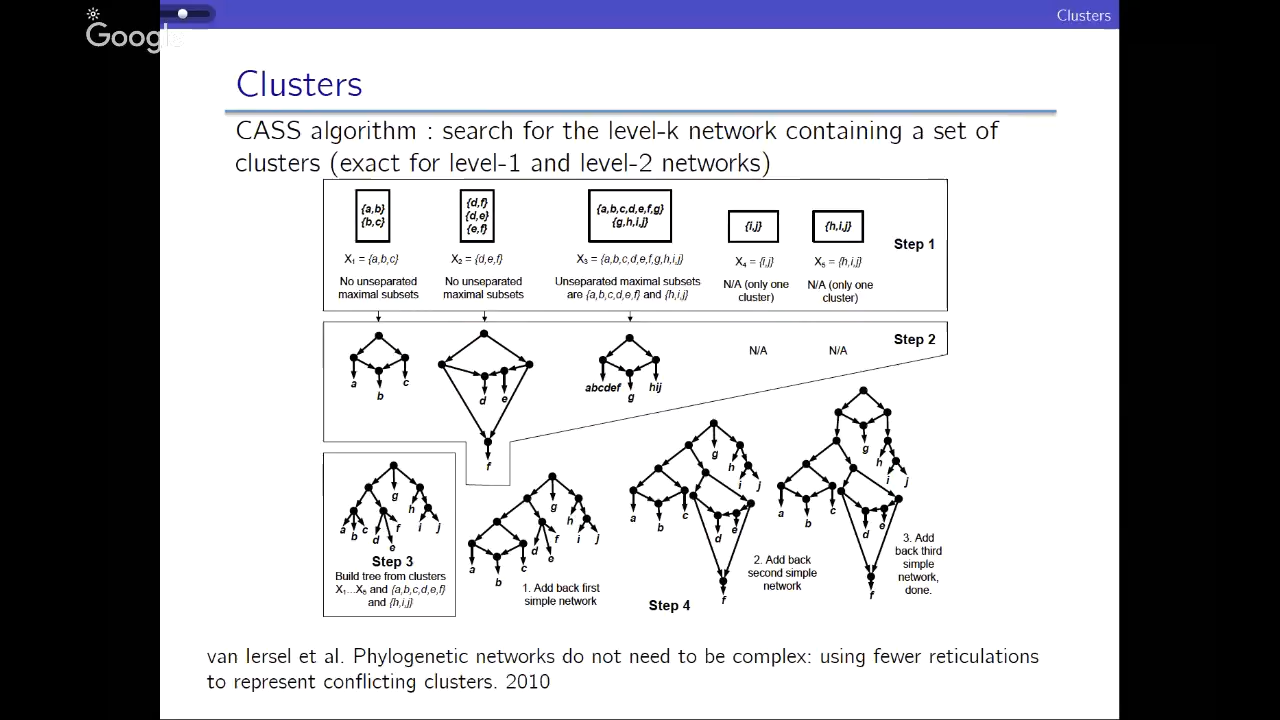 Google
Clusters
Clusters
CASS algorithm : search for the level-k network containing a set of
clusters (exact for level-1 and level-2 networks)
{a,b}
{b,c}
X₁ = {a,b,c}
No unseparated
maximal subsets
{d,f}
{d,e}
{e,f}
X₂ = {d,e,f}
No unseparated
maximal subsets
{a,b,c,d,e,f,g}
{g,h,i,j}
X₃ = {a,b,c,d,e,f,g,h,i,j}
Unseparated maximal subsets
are {a,b,c,d,e,f} and {h,i,j}
{i,j}
X₄ = {i,j}
N/A (only one
cluster)
{h,i,j}
X₅ = {h,i,j}
N/A (only one
cluster)
Step 1
a
b
c
d
e
f
abcdef
g
hij
N/A
N/A
Step 2
g
h
a
b
c
d
f
e
i
j
Step 3
Build tree from clusters
X₁...X₅ and {a,b,c,d,e,f}
and {h,i,j}
g
h
f
d
e
i
j
a
b
c
1. Add back first
simple network
g
h
i
j
a
b
c
d
e
f
2. Add back
second simple
network
Step 4
g
h
i
j
a
b
c
d
e
f
3. Add
back third
simple
network,
done.
van Iersel et al. Phylogenetic networks do not need to be complex: using fewer reticulations
to represent conflicting clusters. 2010